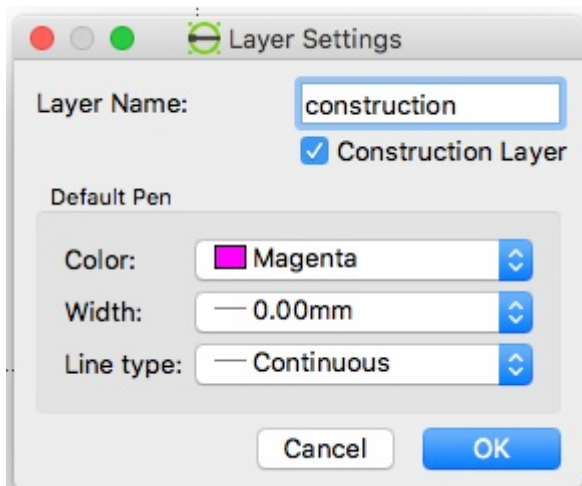 Layer Settings
Layer Name: construction
Construction Layer
Default Pen
Color: Magenta
Width: 0.00mm
Line type: Continuous
Cancel OK